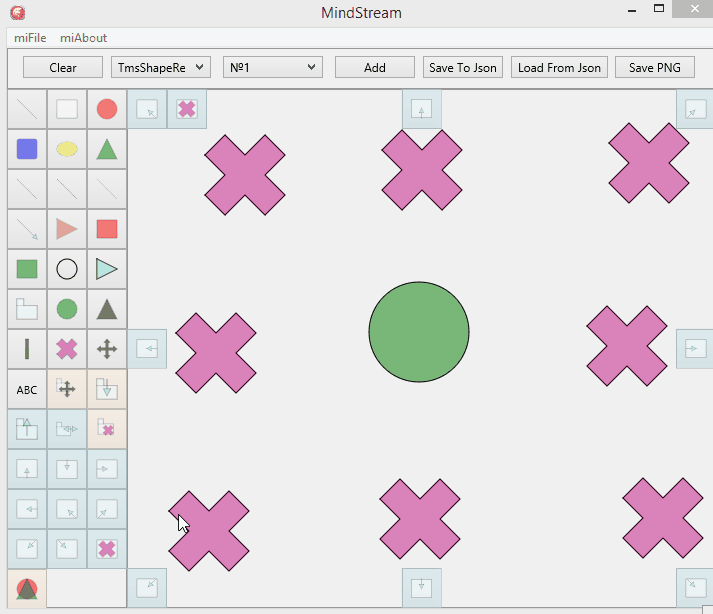 MindStream
miFile miAbout
Clear TmsShapeRe №1 Add Save To Json Load From Json Save PNG
ABC